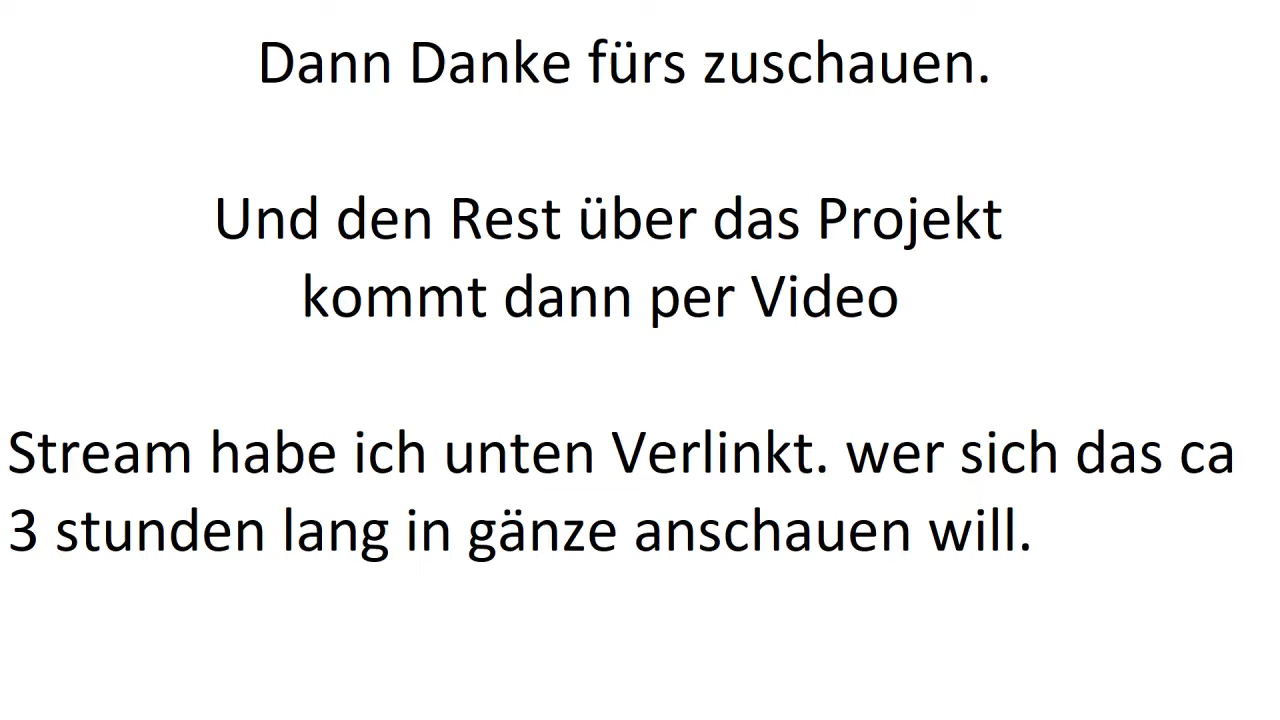 Dann Danke fürs zuschauen.
Und den Rest über das Projekt
kommt dann per Video
Stream habe ich unten Verlinkt. wer sich das ca
3 stunden lang in gänze anschauen will.